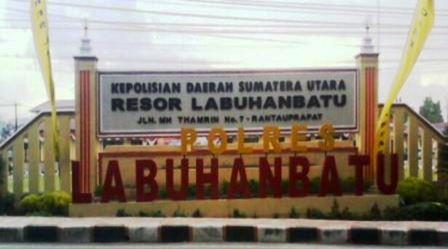 KEPOLISIAN DAERAH SUMATERA UTARA
RESOR LABUHANBATU
JLN. MH THAMRIN No. 7 - RANTAUPRAPAT
POLRES
LABUHANBATU